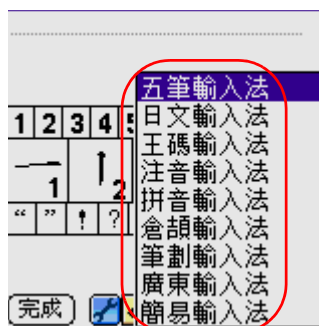 五筆輸入法
日文輸入法
王碼輸入法
注音輸入法
拼音輸入法
倉頡輸入法
筆劃輸入法
廣東輸入法
簡易輸入法
1 2 3 4
1 2
“ ” ! ?
完成